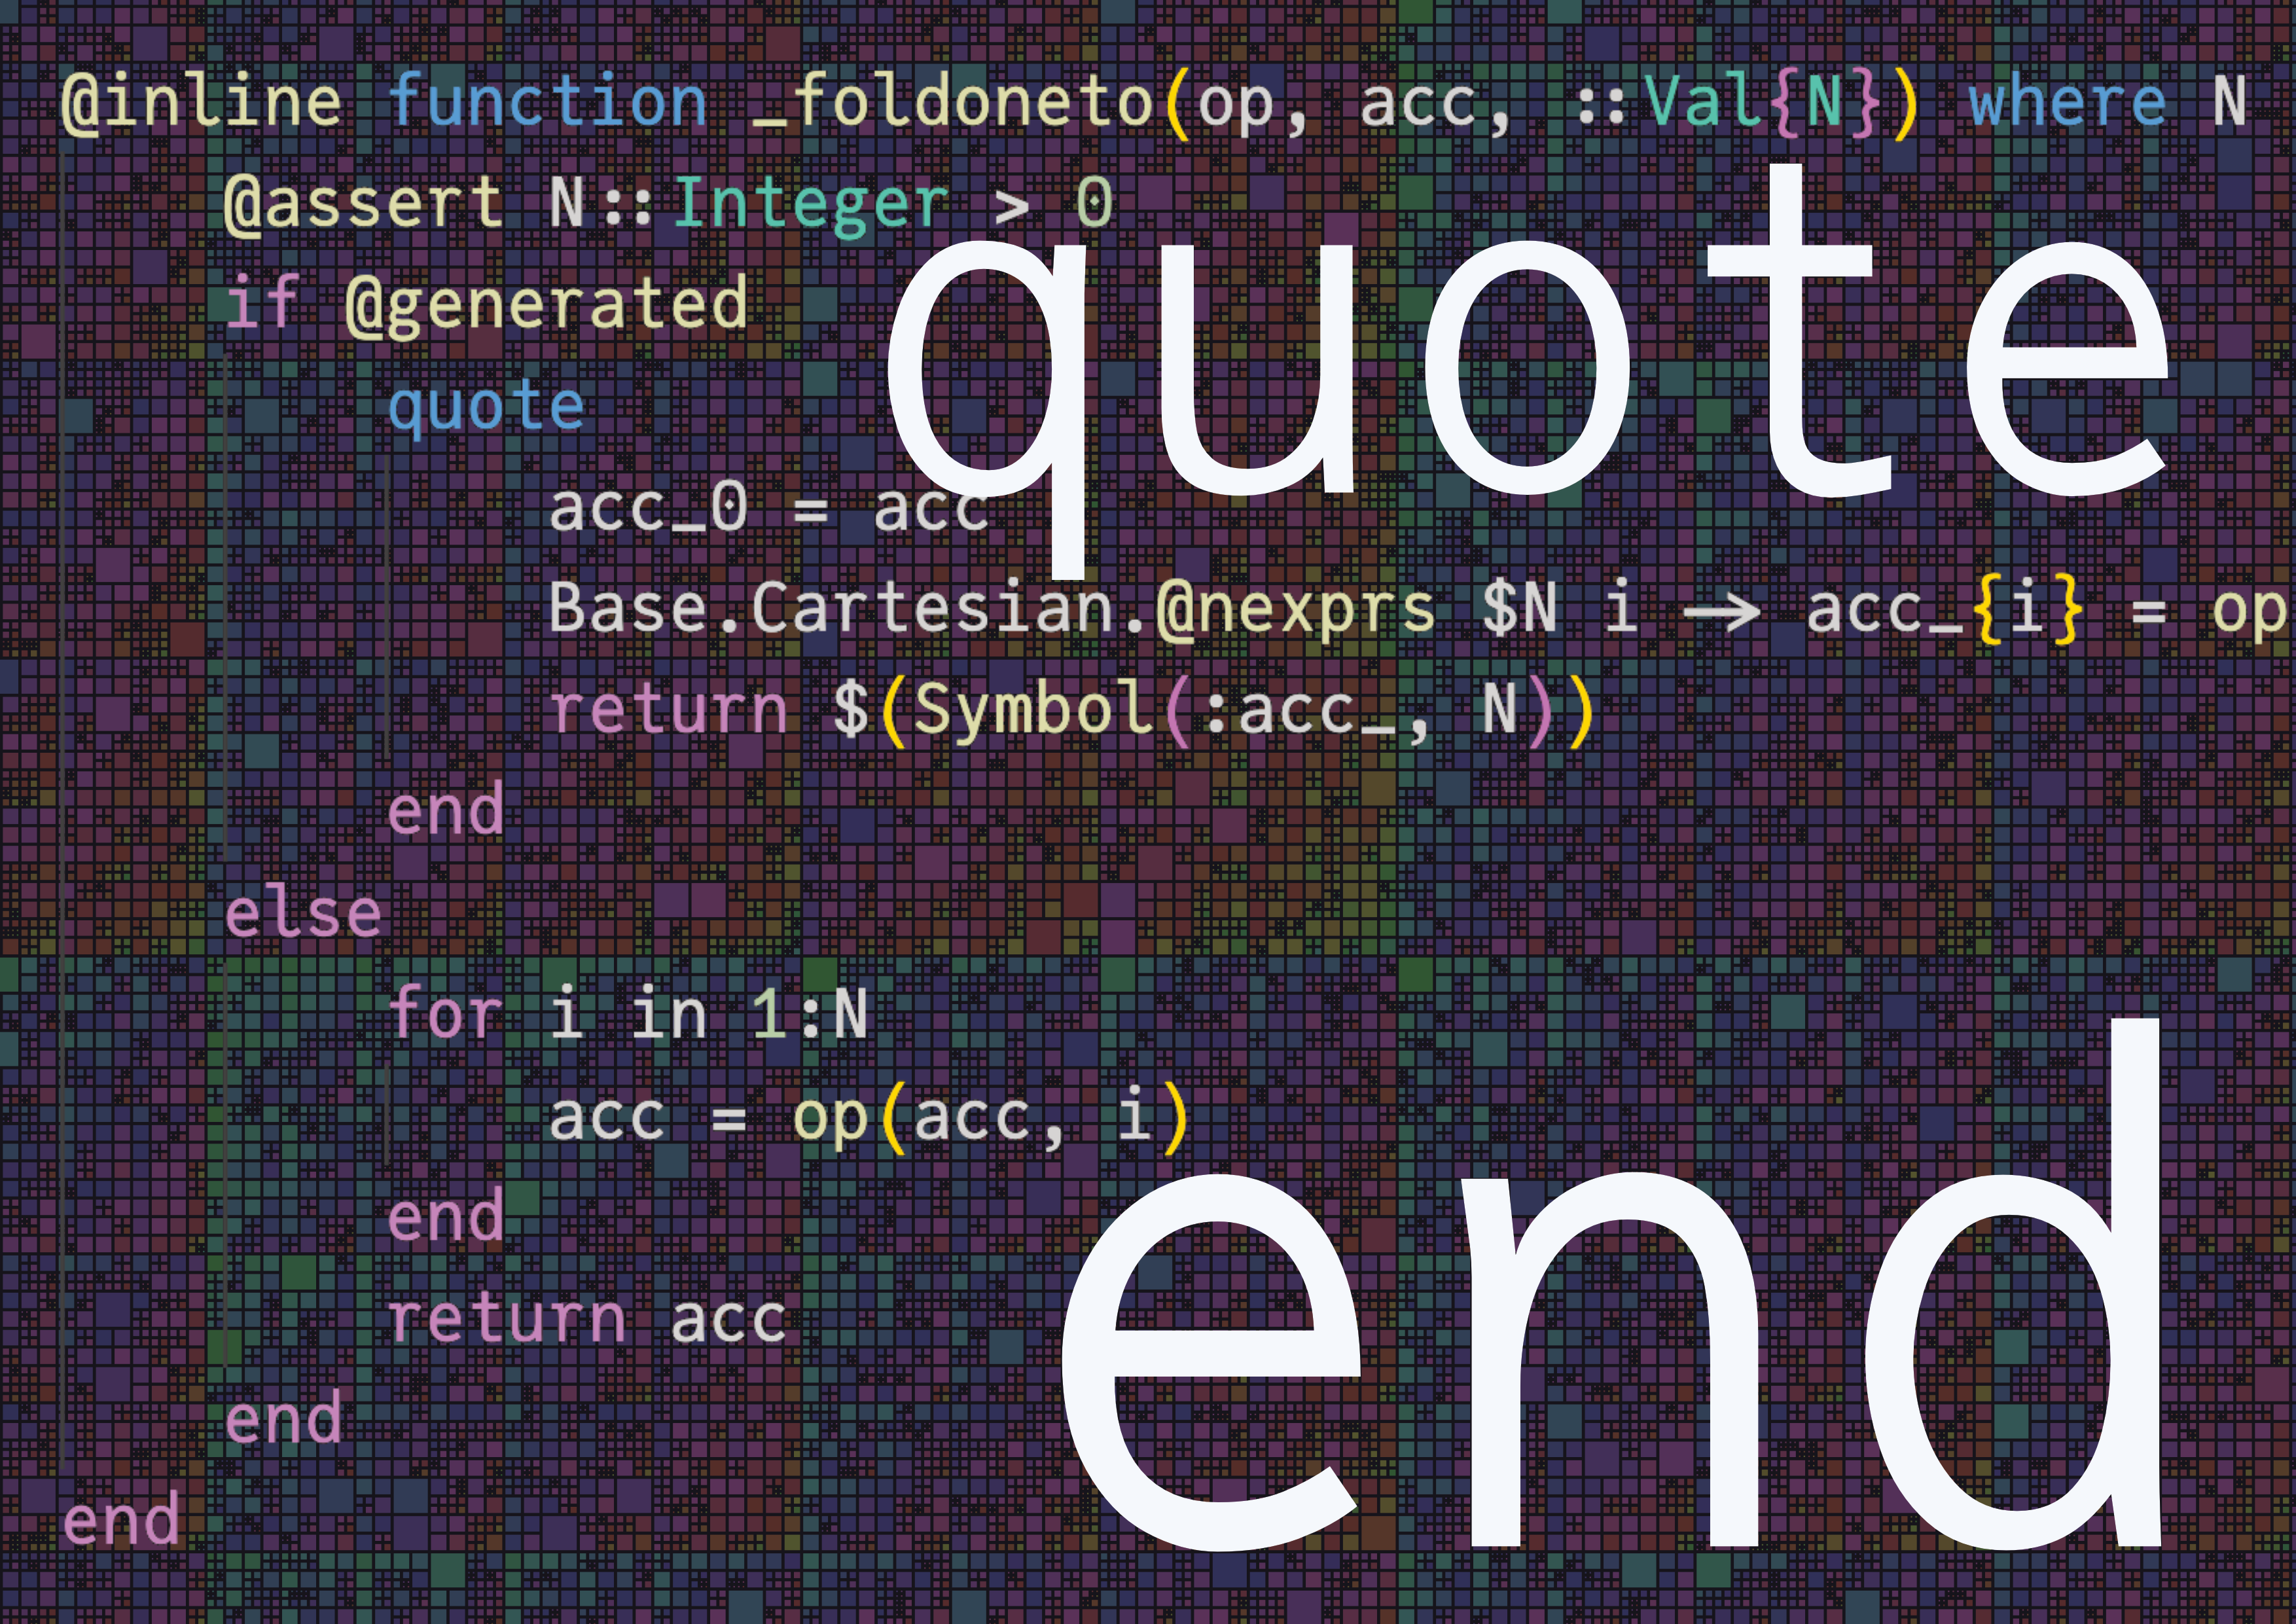 @inline function _foldoneto(op, acc, ::Val{N}) where N
@assert N::Integer > 0
if @generated
quote
acc_0 = acc
Base.Cartesian.@nexprs $N i -> acc_{i} = op
return $(Symbol(:acc_, N))
end
else
for i in 1:N
acc = op(acc, i)
end
return acc
end
end
quote
end